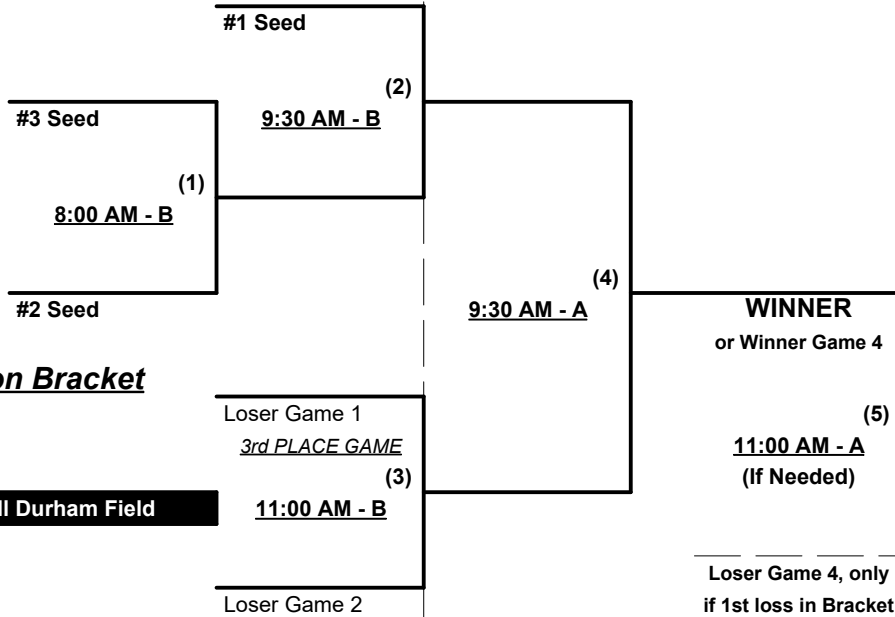 #1 Seed
(2)
9:30 AM - B
#3 Seed
(1)
8:00 AM - B
#2 Seed
(4)
9:30 AM - A
WINNER
or Winner Game 4
Bracket
Loser Game 1
3rd PLACE GAME
(3)
11:00 AM - B
Durham Field
Loser Game 2
(5)
11:00 AM - A
(If Needed)
Loser Game 4, only
if 1st loss in Bracket